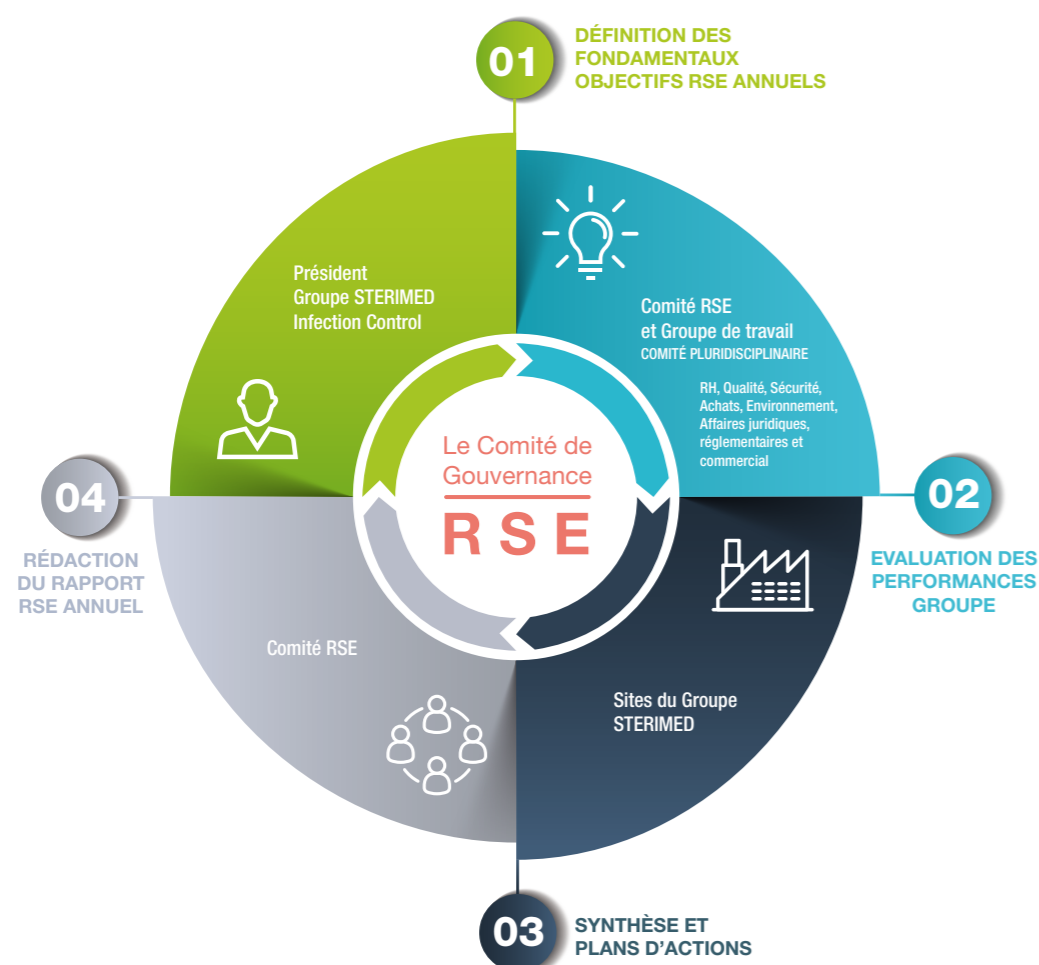 01
DÉFINITION DES
FONDAMENTAUX
OBJECTIFS RSE ANNUELS
Président
Groupe STERIMED
Infection Control
Comité RSE
et Groupe de travail
COMITÉ PLURIDISCIPLINAIRE
RH, Qualité, Sécurité,
Achats, Environnement,
Affaires juridiques,
réglementaires et
commercial
Le Comité de
Gouvernance
RSE
04
RÉDACTION
DU RAPPORT
RSE ANNUEL
02
EVALUATION DES
PERFORMANCES
GROUPE
Comité RSE
Sites du Groupe
STERIMED
03
SYNTHÈSE ET
PLANS D'ACTIONS